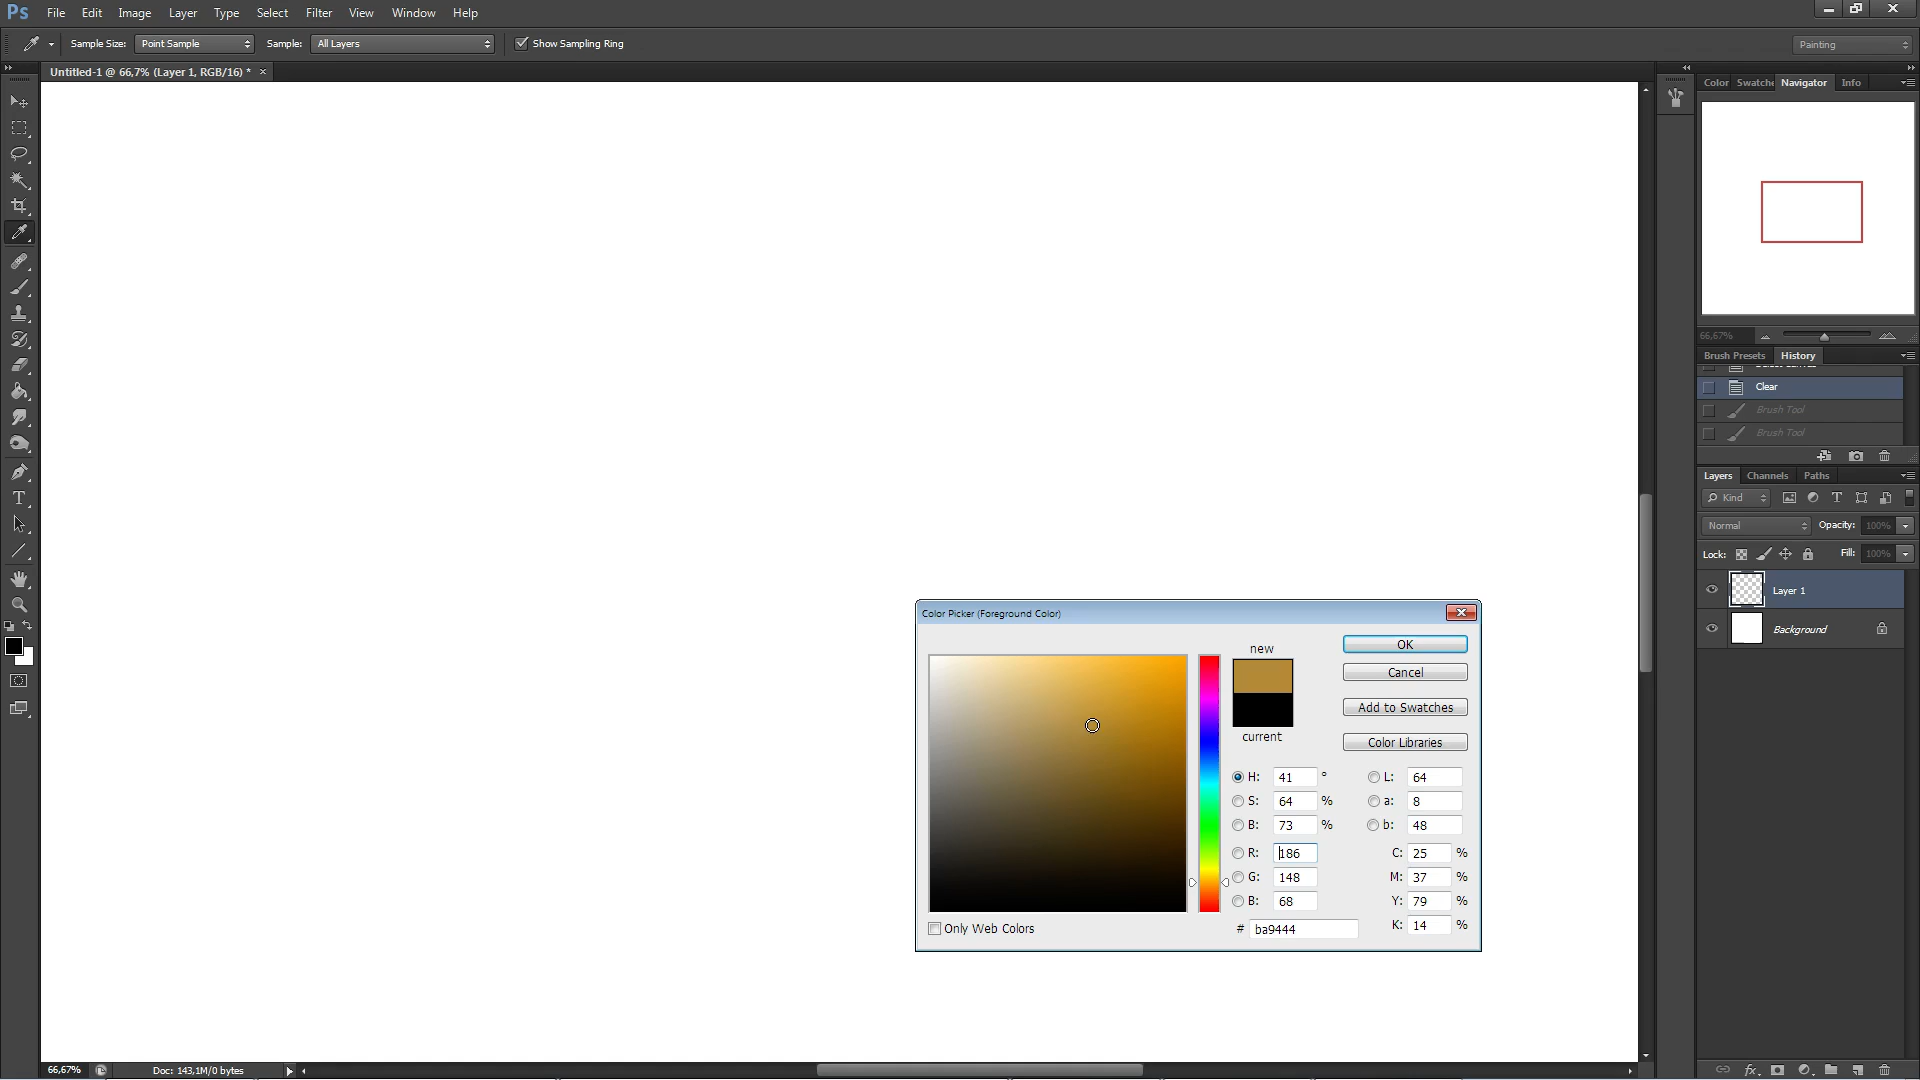 Ps File Edit Image Layer Type Select Filter View Window Help
Sample Size: Point Sample Sample: All Layers Show Sampling Ring Painting
Untitled-1 @ 66,7% (Layer 1, RGB/16) *
Color Swatche Navigator Info
66,67%
Brush Presets History
Clear
Brush Tool
Brush Tool
Layers Channels Paths
Kind
Normal Opacity: 100%
Lock: Fill: 100%
Layer 1
Background
Color Picker (Foreground Color)
new
current
OK
Cancel
Add to Swatches
Color Libraries
H: 41 ° L: 64
S: 64 % a: 8
B: 73 % b: 48
R: 186 C: 25 %
G: 148 M: 37 %
B: 68 Y: 79 %
# ba9444 K: 14 %
Only Web Colors
66,67% Doc: 143,1M/0 bytes